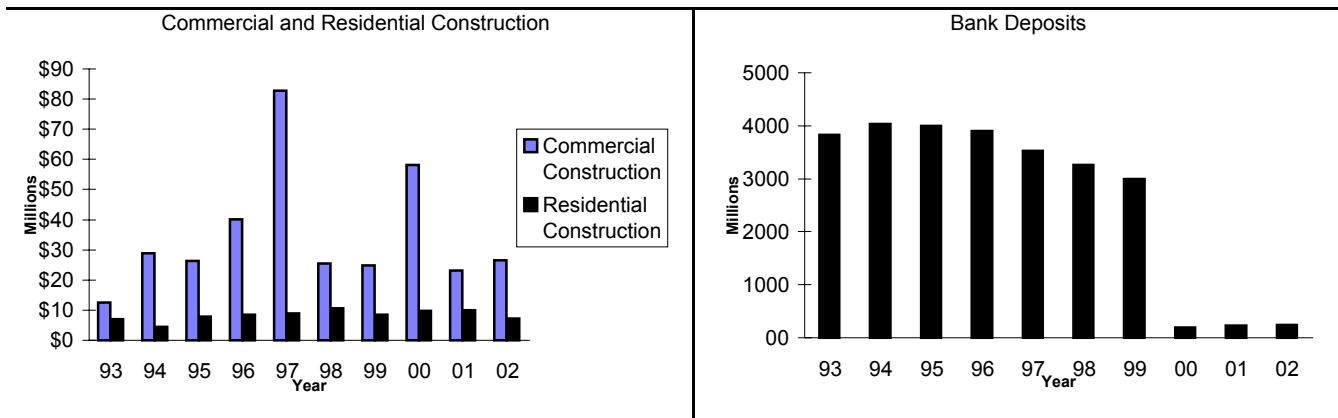 Commercial and Residential Construction
$90
$80
$70
$60
$50
$40
$30
$20
$10
$0
Millions
93 94 95 96 97 98 99 00 01 02
Year
Commercial
Construction
Residential
Construction
Bank Deposits
5000
4000
3000
2000
1000
00
Millions
93 94 95 96 97 98 99 00 01 02
Year